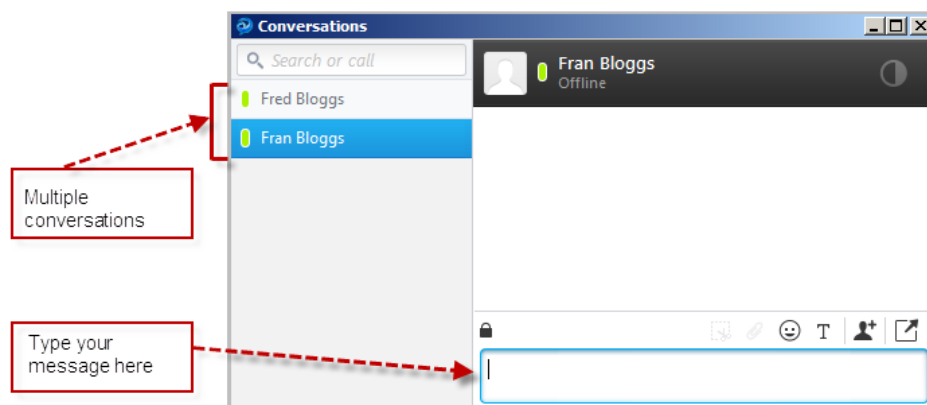 Conversations
Search or call
Fran Bloggs
Offline
Fred Bloggs
Fran Bloggs
Multiple
conversations
Type your
message here
T